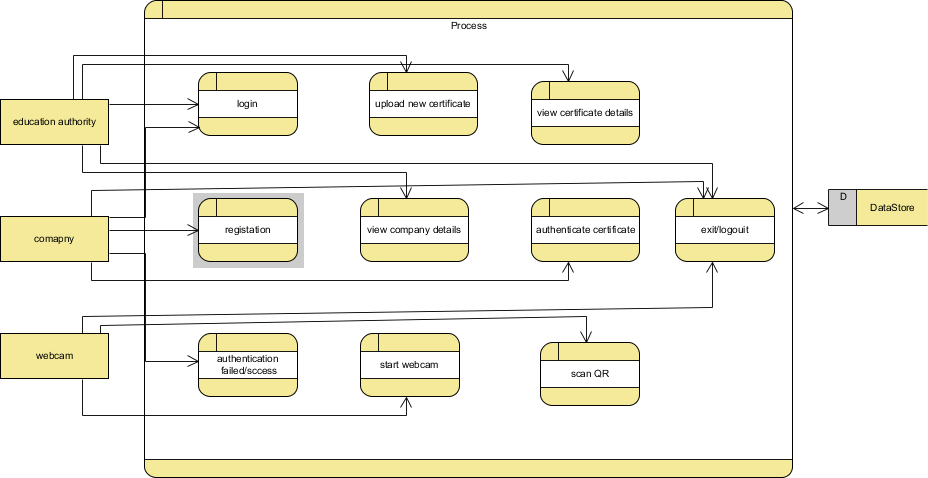 Process
login
upload new certificate
view certificate details
education authority
D
DataStore
registation
view company details
authenticate certificate
exit/logouit
comapny
webcam
authentication
failed/sccess
start webcam
scan QR